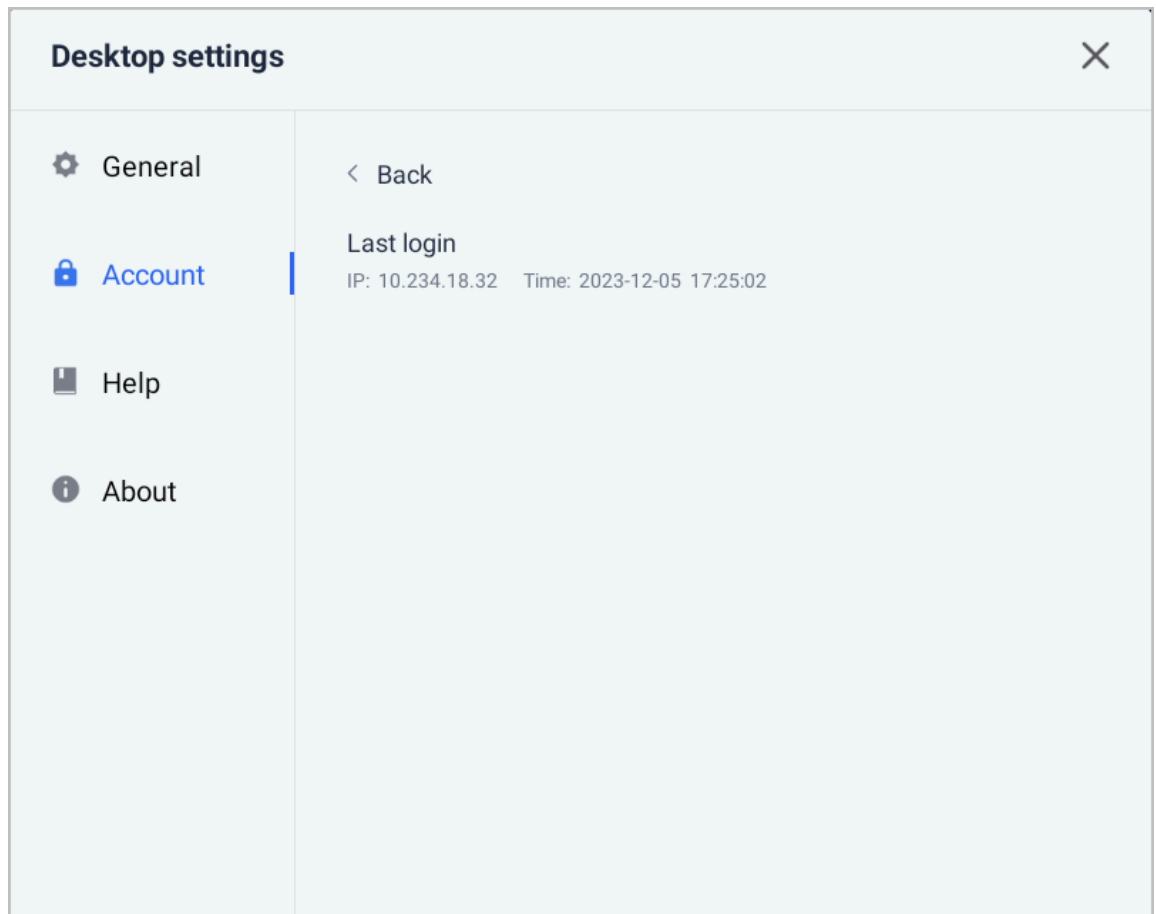 Desktop settings
General
Account
Help
About
Back
Last login
IP: 10.234.18.32 Time: 2023-12-05 17:25:02